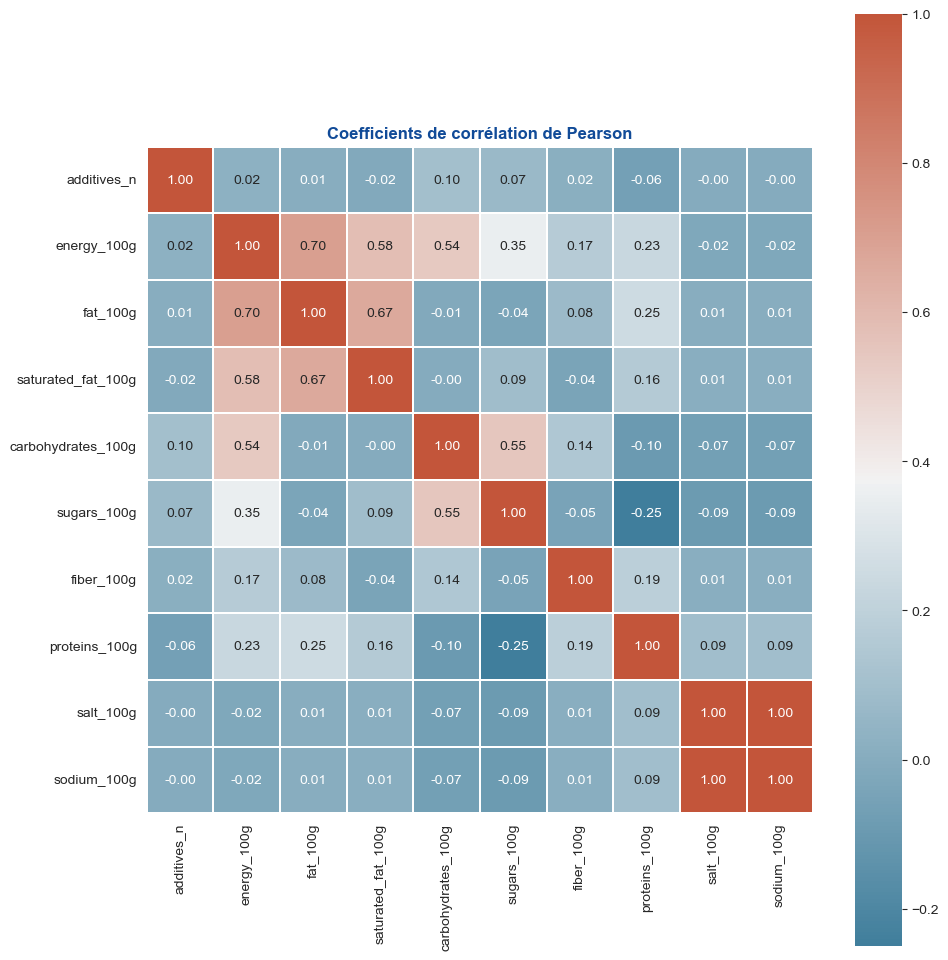 Coefficients de corrélation de Pearson
additives_n 1.00 0.02 0.01 -0.02 0.10 0.07 0.02 -0.06 -0.00 -0.00
energy_100g 0.02 1.00 0.70 0.58 0.54 0.35 0.17 0.23 -0.02 -0.02
fat_100g 0.01 0.70 1.00 0.67 -0.01 -0.04 0.08 0.25 0.01 0.01
saturated_fat_100g -0.02 0.58 0.67 1.00 -0.00 0.09 -0.04 0.16 0.01 0.01
carbohydrates_100g 0.10 0.54 -0.01 -0.00 1.00 0.55 0.14 -0.10 -0.07 -0.07
sugars_100g 0.07 0.35 -0.04 0.09 0.55 1.00 -0.05 -0.25 -0.09 -0.09
fiber_100g 0.02 0.17 0.08 -0.04 0.14 -0.05 1.00 0.19 0.01 0.01
proteins_100g -0.06 0.23 0.25 0.16 -0.10 -0.25 0.19 1.00 0.09 0.09
salt_100g -0.00 -0.02 0.01 0.01 -0.07 -0.09 0.01 0.09 1.00 1.00
sodium_100g -0.00 -0.02 0.01 0.01 -0.07 -0.09 0.01 0.09 1.00 1.00
additives_n
energy_100g
fat_100g
saturated_fat_100g
carbohydrates_100g
sugars_100g
fiber_100g
proteins_100g
salt_100g
sodium_100g
1.0
0.8
0.6
0.4
0.2
0.0
−0.2